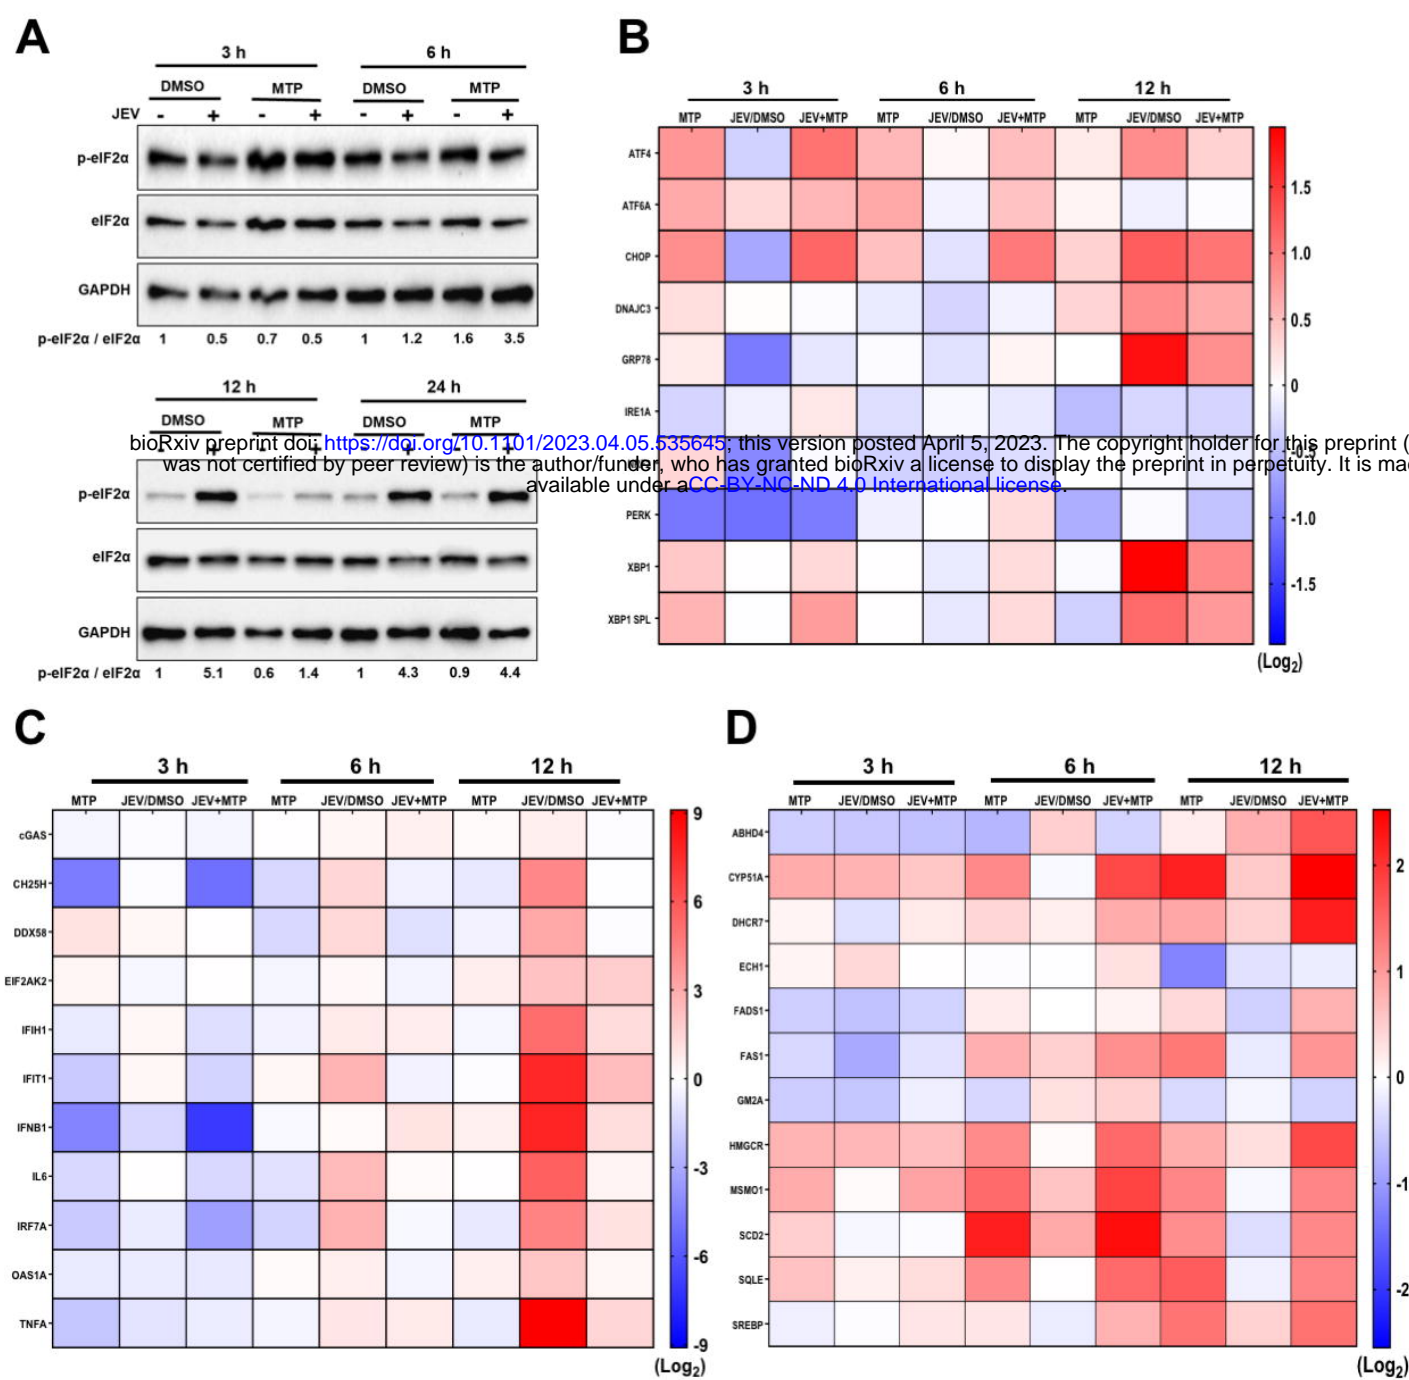 A
3 h 6 h
DMSO MTP DMSO MTP
JEV - + - + - + - +
p-eIF2α
eIF2α
GAPDH
p-eIF2α / eIF2α 1 0.5 0.7 0.5 1 1.2 1.6 3.5
12 h 24 h
DMSO MTP DMSO MTP
p-eIF2α
eIF2α
GAPDH
p-eIF2α / eIF2α 1 5.1 0.6 1.4 1 4.3 0.9 4.4
B
3 h 6 h 12 h
MTP JEV/DMSO JEV+MTP MTP JEV/DMSO JEV+MTP MTP JEV/DMSO JEV+MTP
ATF4
ATF6A
CHOP
DNAJC3
GRP78
IRE1A
PERK
XBP1
XBP1 SPL
1.5
1.0
0.5
0
-0.5
-1.0
-1.5
(Log2)
bioRxiv preprint doi: https://doi.org/10.1101/2023.04.05.535645; this version posted April 5, 2023. The copyright holder for this preprint (
was not certified by peer review) is the author/funder, who has granted bioRxiv a license to display the preprint in perpetuity. It is
available under aCC-BY-NC-ND 4.0 International license.
C
3 h 6 h 12 h
MTP JEV/DMSO JEV+MTP MTP JEV/DMSO JEV+MTP MTP JEV/DMSO JEV+MTP
cGAS
CH25H
DDX58
EIF2AK2
IFIH1
IFIT1
IFNB1
IL6
IRF7A
OAS1A
TNFA
9
6
3
0
-3
-6
-9
(Log2)
D
3 h 6 h 12 h
MTP JEV/DMSO JEV+MTP MTP JEV/DMSO JEV+MTP MTP JEV/DMSO JEV+MTP
ABHD4
CYP51A
DHCR7
ECH1
FADS1
FAS1
GM2A
HMGCR
MSMO1
SCD2
SQLE
SREBP
2
1
0
-1
-2
(Log2)